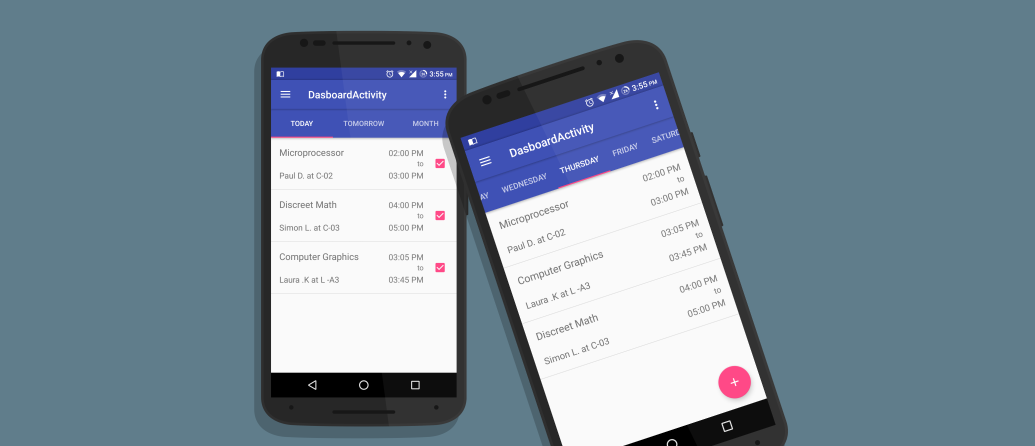 3:55 PM
DasboardActivity
TODAY TOMORROW MONTH
Microprocessor 02:00 PM
to
Paul D. at C-02 03:00 PM
Discreet Math 04:00 PM
to
Simon L. at C-03 05:00 PM
Computer Graphics 03:05 PM
to
Laura .K at L -A3 03:45 PM
3:55 PM
DasboardActivity
AY WEDNESDAY THURSDAY FRIDAY SATURD
Microprocessor 02:00 PM
to
Paul D. at C-02 03:00 PM
Computer Graphics 03:05 PM
to
Laura .K at L -A3 03:45 PM
Discreet Math 04:00 PM
to
Simon L. at C-03 05:00 PM